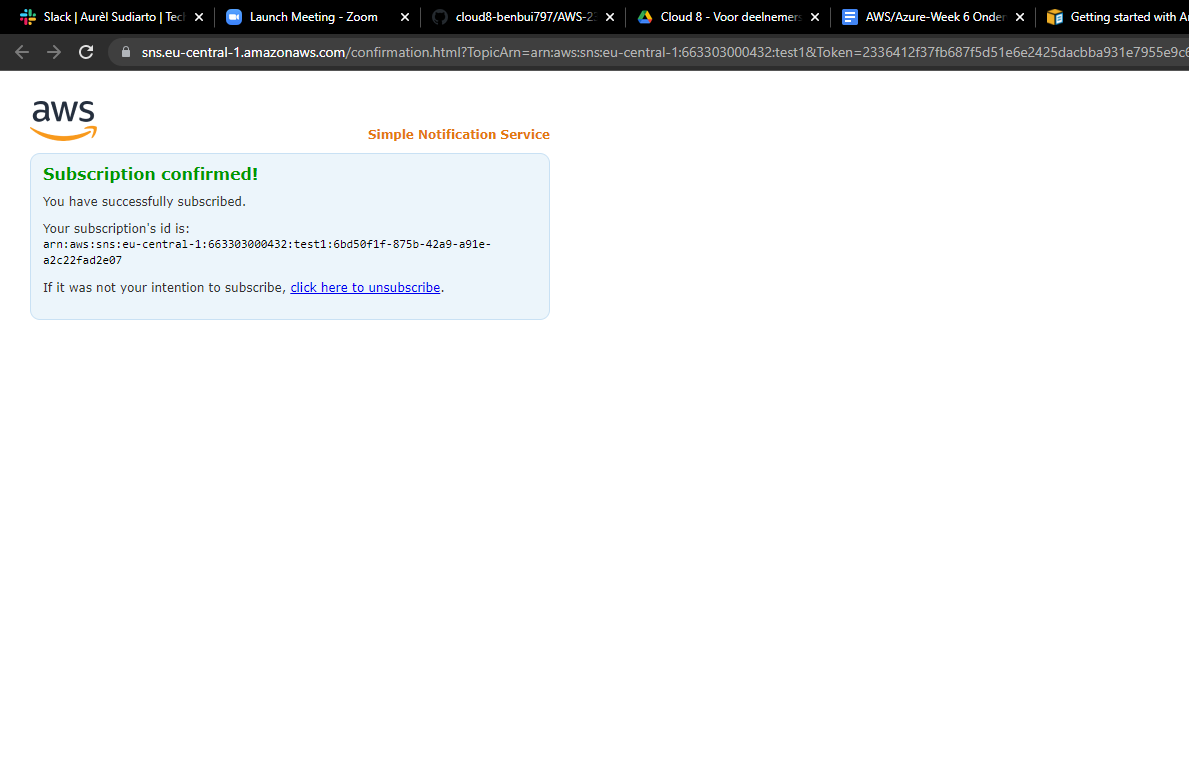 Slack | Aurèl Sudiarto | Tec
Launch Meeting - Zoom
cloud8-benbui797/AWS-2
Cloud 8 - Voor deelnemers
AWS/Azure-Week 6 Onder
Getting started with A
sns.eu-central-1.amazonaws.com/confirmation.html?TopicArn=arn:aws:sns:eu-central-1:663303000432:test1&Token=2336412f37fb687f5d51e6e2425dacbba931e7955e9c6
aws
Simple Notification Service
Subscription confirmed!
You have successfully subscribed.
Your subscription's id is:
arn:aws:sns:eu-central-1:663303000432:test1:6bd50f1f-875b-42a9-a91e-
a2c22fad2e07
If it was not your intention to subscribe, click here to unsubscribe.